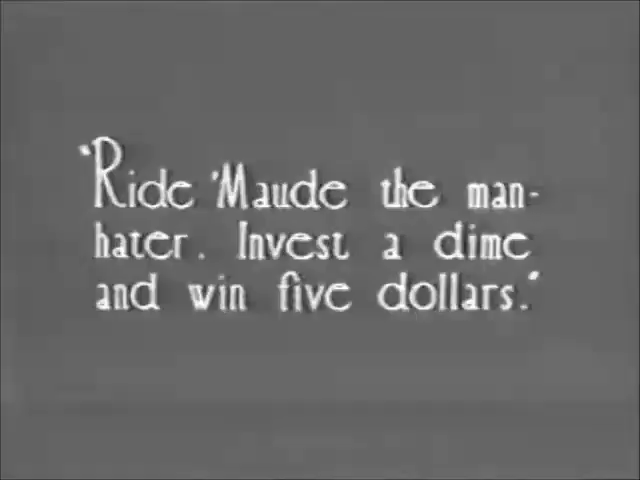 "Ride 'Maude the man-
hater. Invest a dime
and win five dollars."